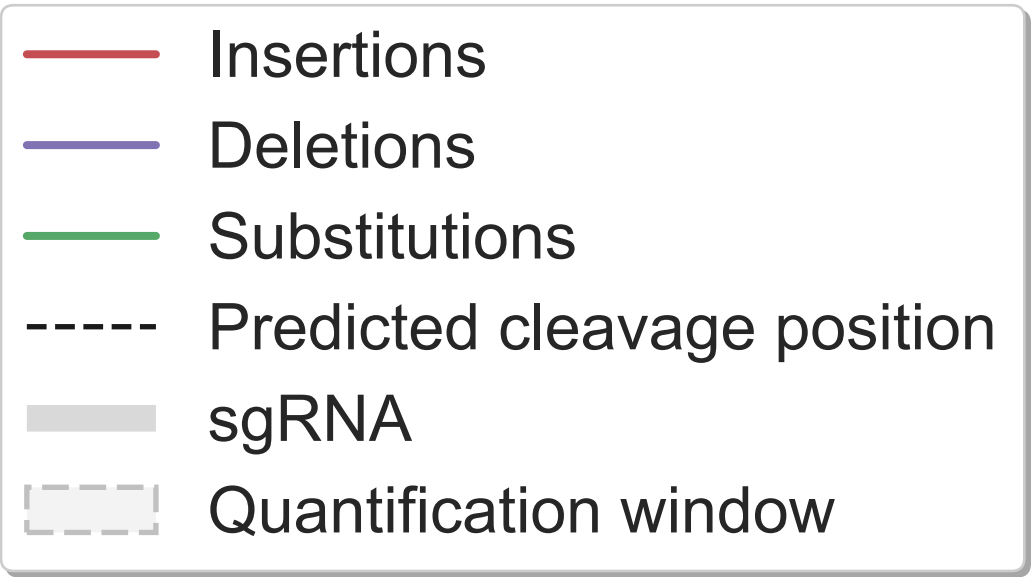 Insertions
Deletions
Substitutions
Predicted cleavage position
sgRNA
Quantification window